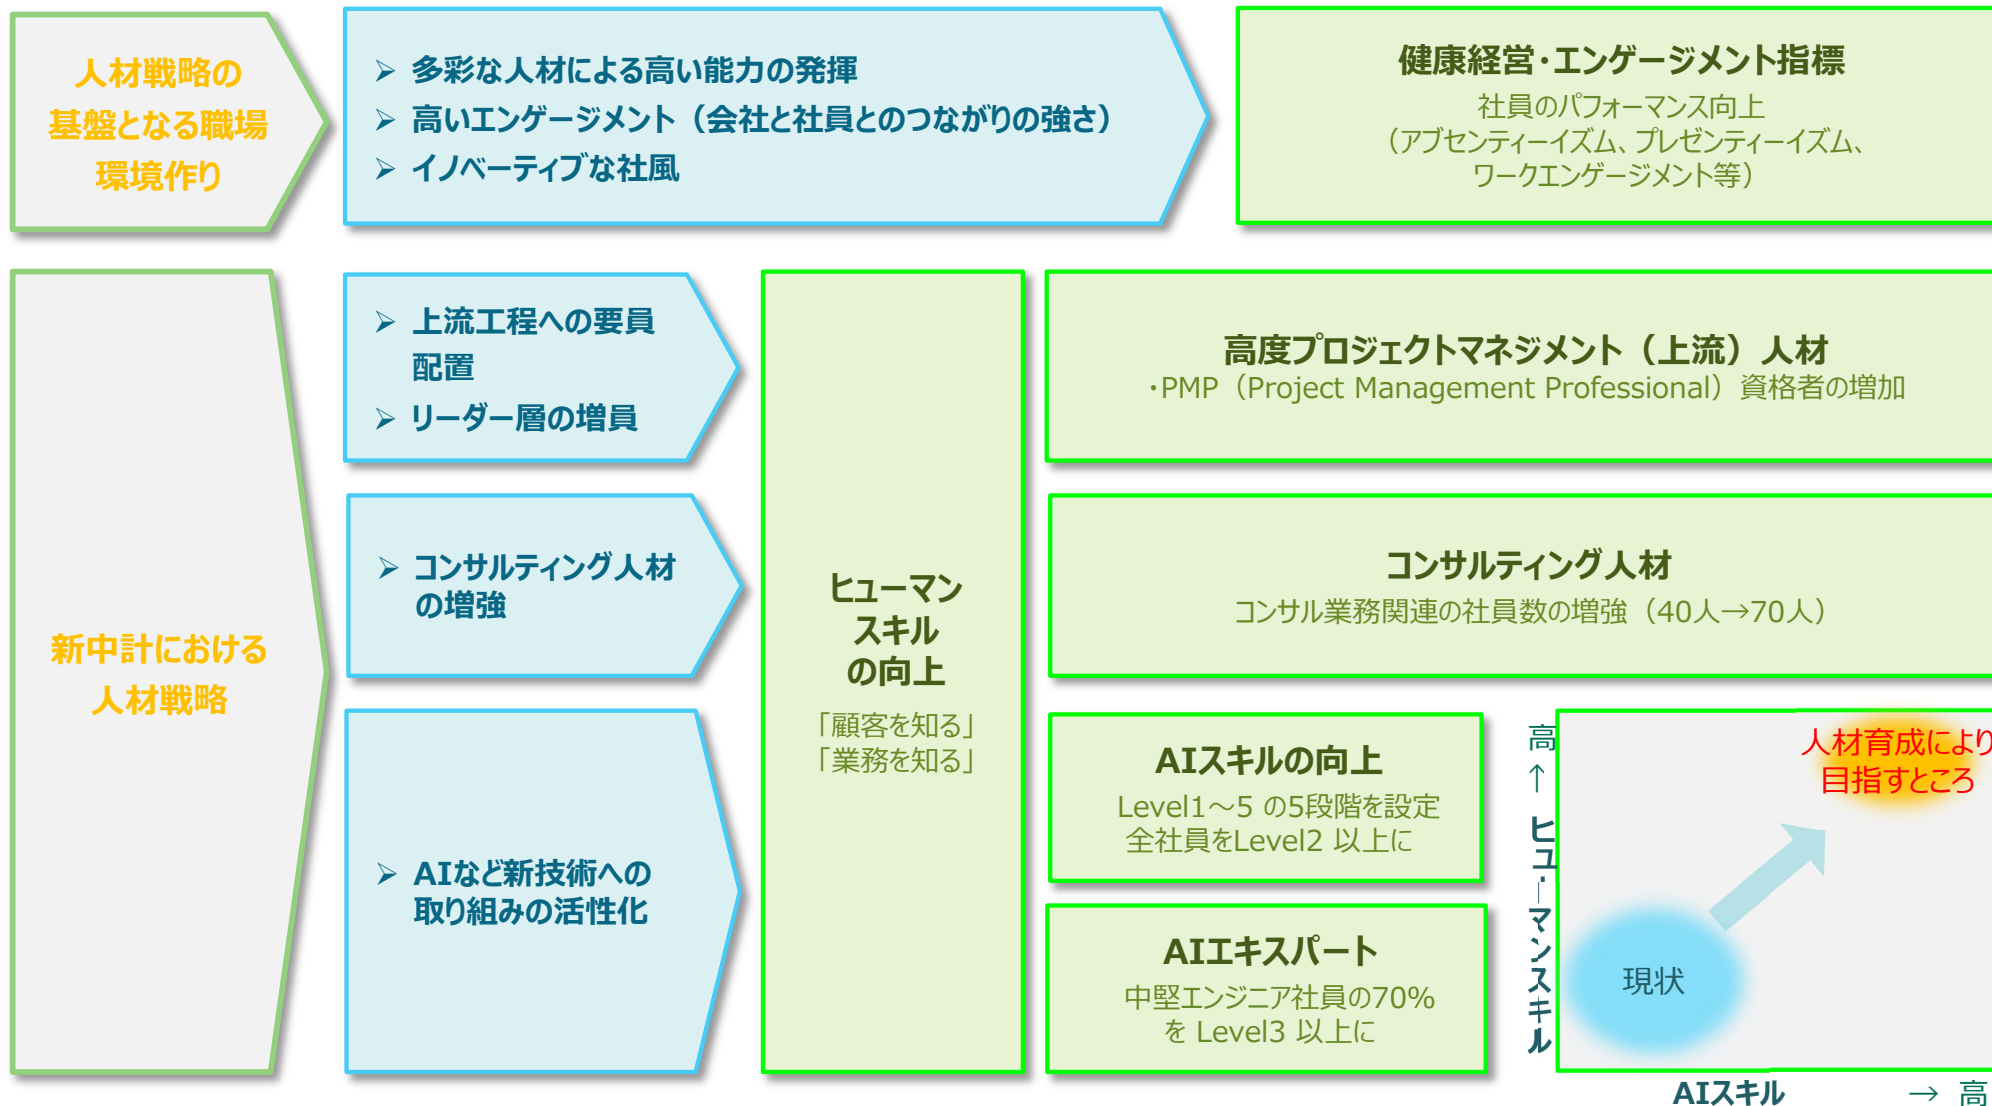 人材戦略の
基盤となる職場
環境作り
➢ 多彩な人材による高い能力の発揮
➢ 高いエンゲージメント（会社と社員とのつながりの強さ）
➢ イノベーティブな社風
健康経営・エンゲージメント指標
社員のパフォーマンス向上
（アブセンティーイズム、プレゼンティーイズム、
ワークエンゲージメント等）
新中計における
人材戦略
➢ 上流工程への要員
配置
➢ リーダー層の増員
➢ コンサルティング人材
の増強
➢ AIなど新技術への
取り組みの活性化
ヒューマン
スキル
の向上
「顧客を知る」
「業務を知る」
高度プロジェクトマネジメント（上流）人材
・PMP（Project Management Professional）資格者の増加
コンサルティング人材
コンサル業務関連の社員数の増強（40人→70人）
AIスキルの向上
Level1～5 の5段階を設定
全社員をLevel2 以上に
AIエキスパート
中堅エンジニア社員の70%
を Level3 以上に
高↑ ヒューマンスキル
人材育成により
目指すところ
現状
AIスキル → 高